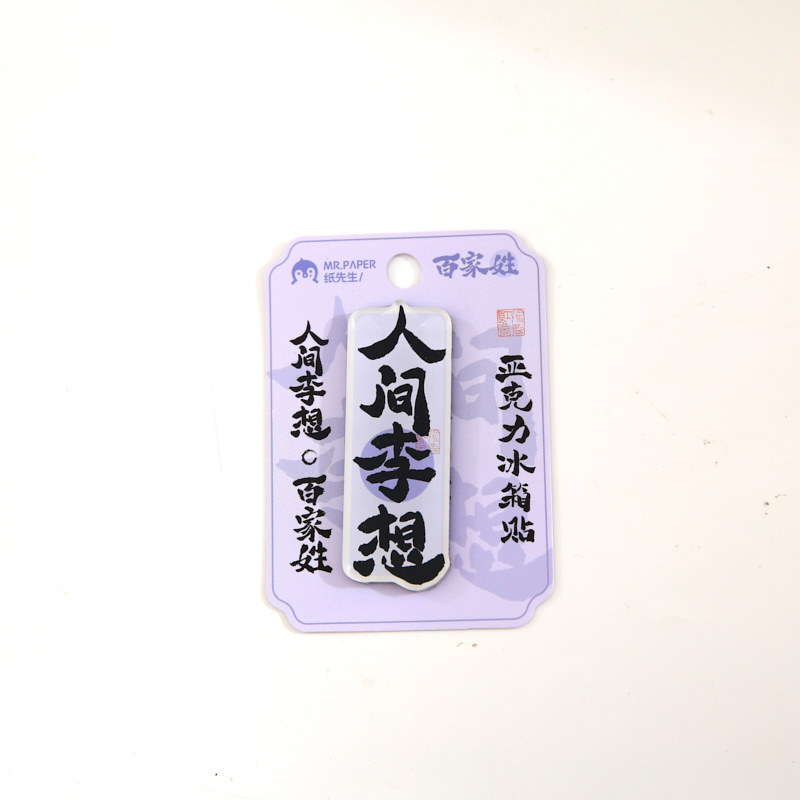 MR.PAPER
纸先生/
百家姓
人间李想
人间李想。百家姓
亚克力冰箱贴